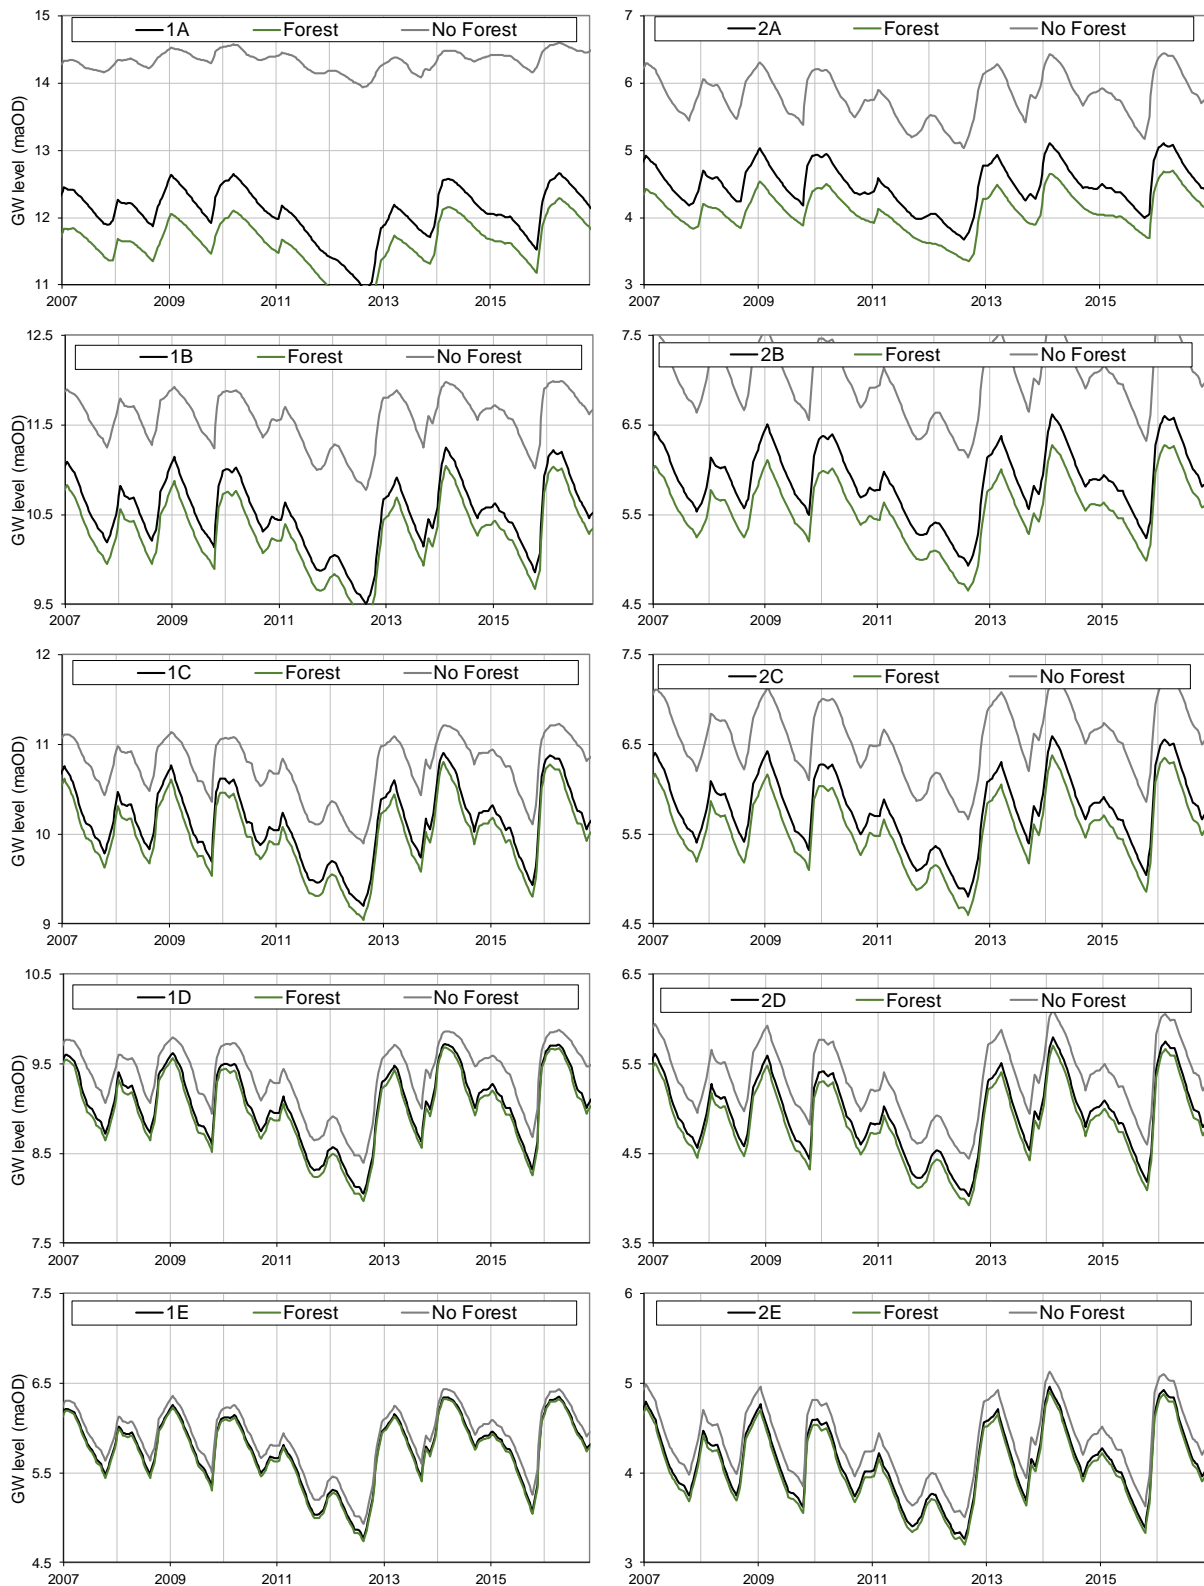 15
14
13
12
11
GW level (maOD)
1A Forest No Forest
2007 2009 2011 2013 2015
7
6
5
4
3
2A Forest No Forest
2007 2009 2011 2013 2015
12.5
11.5
10.5
9.5
GW level (maOD)
1B Forest No Forest
2007 2009 2011 2013 2015
7.5
6.5
5.5
4.5
2B Forest No Forest
2007 2009 2011 2013 2015
12
11
10
9
GW level (maOD)
1C Forest No Forest
2007 2009 2011 2013 2015
7.5
6.5
5.5
4.5
2C Forest No Forest
2007 2009 2011 2013 2015
10.5
9.5
8.5
7.5
GW level (maOD)
1D Forest No Forest
2007 2009 2011 2013 2015
6.5
5.5
4.5
3.5
2D Forest No Forest
2007 2009 2011 2013 2015
7.5
6.5
5.5
4.5
GW level (maOD)
1E Forest No Forest
2007 2009 2011 2013 2015
6
5
4
3
2E Forest No Forest
2007 2009 2011 2013 2015